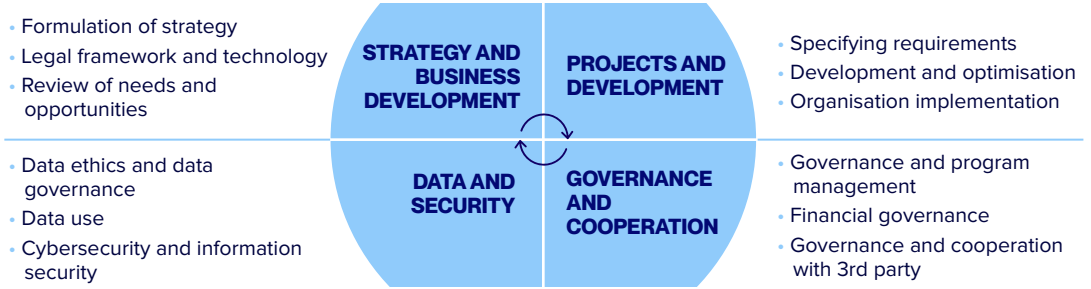 • Formulation of strategy
• Legal framework and technology
• Review of needs and
opportunities
STRATEGY AND
BUSINESS
DEVELOPMENT
PROJECTS AND
DEVELOPMENT
• Specifying requirements
• Development and optimisation
• Organisation implementation
• Data ethics and data
governance
• Data use
• Cybersecurity and information
security
DATA AND
SECURITY
GOVERNANCE
AND
COOPERATION
• Governance and program
management
• Financial governance
• Governance and cooperation
with 3rd party